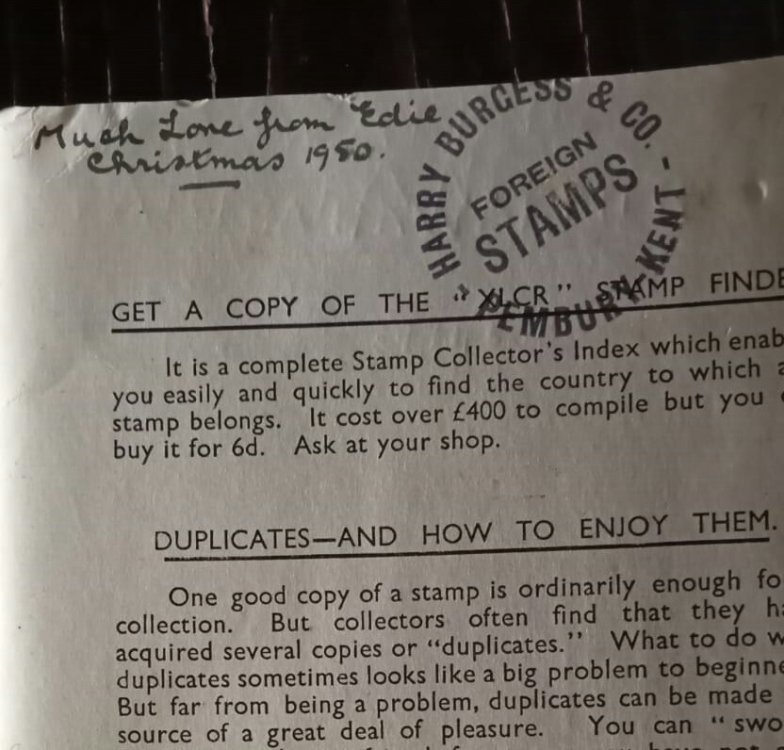 Much Love from Edie
Christmas 1950.
HARRY BURGESS & CO.
FOREIGN
STAMPS
PEMBURY - KENT -
GET A COPY OF THE “XLCR” STAMP FINDE
It is a complete Stamp Collector's Index which enab
you easily and quickly to find the country to which a
stamp belongs. It cost over £400 to compile but you
buy it for 6d. Ask at your shop.
DUPLICATES—AND HOW TO ENJOY THEM.
One good copy of a stamp is ordinarily enough fo
collection. But collectors often find that they ha
acquired several copies or “duplicates.” What to do w
duplicates sometimes looks like a big problem to beginne
But far from being a problem, duplicates can be made
source of a great deal of pleasure. You can “swo